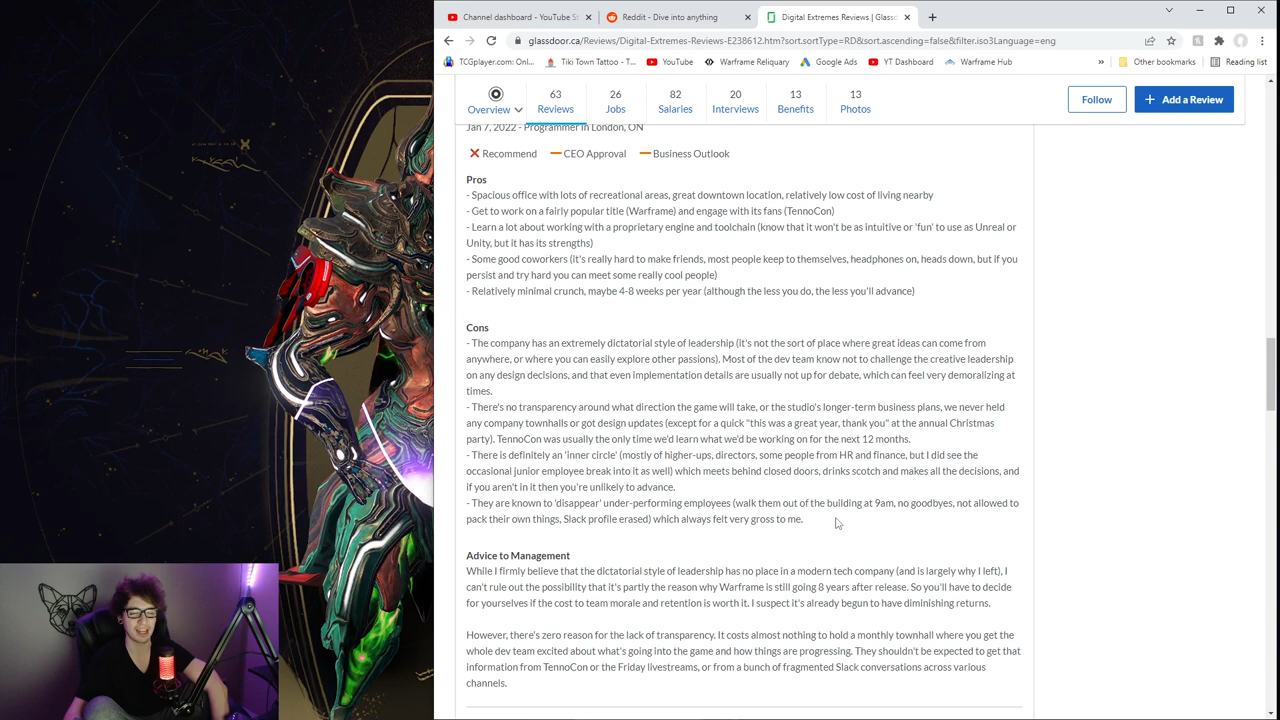 Channel dashboard - YouTube St
Reddit - Dive into anything
Digital Extremes Reviews | Glassd
glassdoor.ca/Reviews/Digital-Extremes-Reviews-E238612.htm?sort.sortType=RD&sort.ascending=false&filter.iso3Language=eng
TCGplayer.com: Onl...
Tiki Town Tattoo - T...
YouTube
Warframe Reliquary
Google Ads
YT Dashboard
Warframe Hub
»
Other bookmarks
Reading list
Overview
63
Reviews
26
Jobs
82
Salaries
20
Interviews
13
Benefits
13
Photos
Follow
+ Add a Review
Jan 7, 2022 - Programmer in London, ON
Recommend
CEO Approval
Business Outlook
Pros
- Spacious office with lots of recreational areas, great downtown location, relatively low cost of living nearby
- Get to work on a fairly popular title (Warframe) and engage with its fans (TennoCon)
- Learn a lot about working with a proprietary engine and toolchain (know that it won't be as intuitive or 'fun' to use as Unreal or
Unity, but it has its strengths)
- Some good coworkers (it's really hard to make friends, most people keep to themselves, headphones on, heads down, but if you
persist and try hard you can meet some really cool people)
- Relatively minimal crunch, maybe 4-8 weeks per year (although the less you do, the less you'll advance)
Cons
- The company has an extremely dictatorial style of leadership (it's not the sort of place where great ideas can come from
anywhere, or where you can easily explore other passions). Most of the dev team know not to challenge the creative leadership
on any design decisions, and that even implementation details are usually not up for debate, which can feel very demoralizing at
times.
- There's no transparency around what direction the game will take, or the studio's longer-term business plans, we never held
any company townhalls or got design updates (except for a quick "this was a great year, thank you" at the annual Christmas
party). TennoCon was usually the only time we'd learn what we'd be working on for the next 12 months.
- There is definitely an 'inner circle' (mostly of higher-ups, directors, some people from HR and finance, but I did see the
occasional junior employee break into it as well) which meets behind closed doors, drinks scotch and makes all the decisions, and
if you aren't in it then you're unlikely to advance.
- They are known to 'disappear' under-performing employees (walk them out of the building at 9am, no goodbyes, not allowed to
pack their own things, Slack profile erased) which always felt very gross to me.
Advice to Management
While I firmly believe that the dictatorial style of leadership has no place in a modern tech company (and is largely why I left), I
can't rule out the possibility that it's partly the reason why Warframe is still going 8 years after release. So you'll have to decide
for yourselves if the cost to team morale and retention is worth it. I suspect it's already begun to have diminishing returns.
However, there's zero reason for the lack of transparency. It costs almost nothing to hold a monthly townhall where you get the
whole dev team excited about what's going into the game and how things are progressing. They shouldn't be expected to get that
information from TennoCon or the Friday livestreams, or from a bunch of fragmented Slack conversations across various
channels.